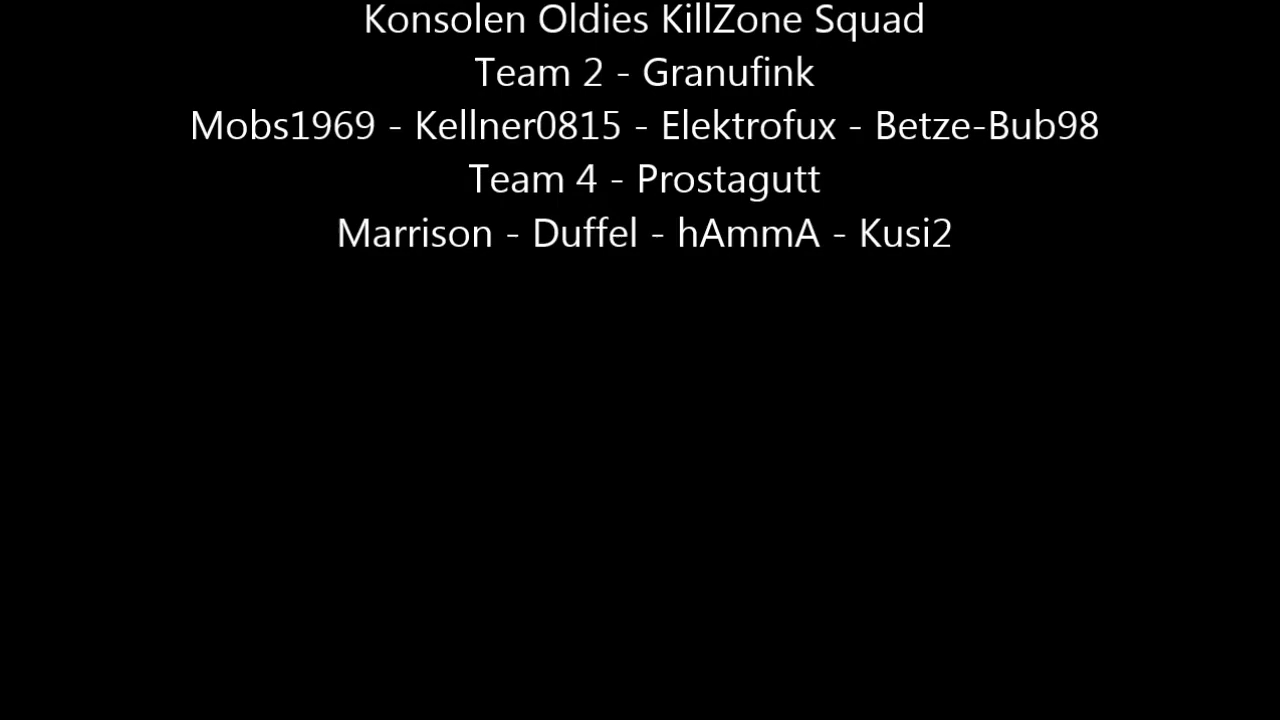 Konsolen Oldies KillZone Squad
Team 2 - Granufink
Mobs1969 - Kellner0815 - Elektrofux - Betze-Bub98
Team 4 - Prostagutt
Marrison - Duffel - hAmmA - Kusi2